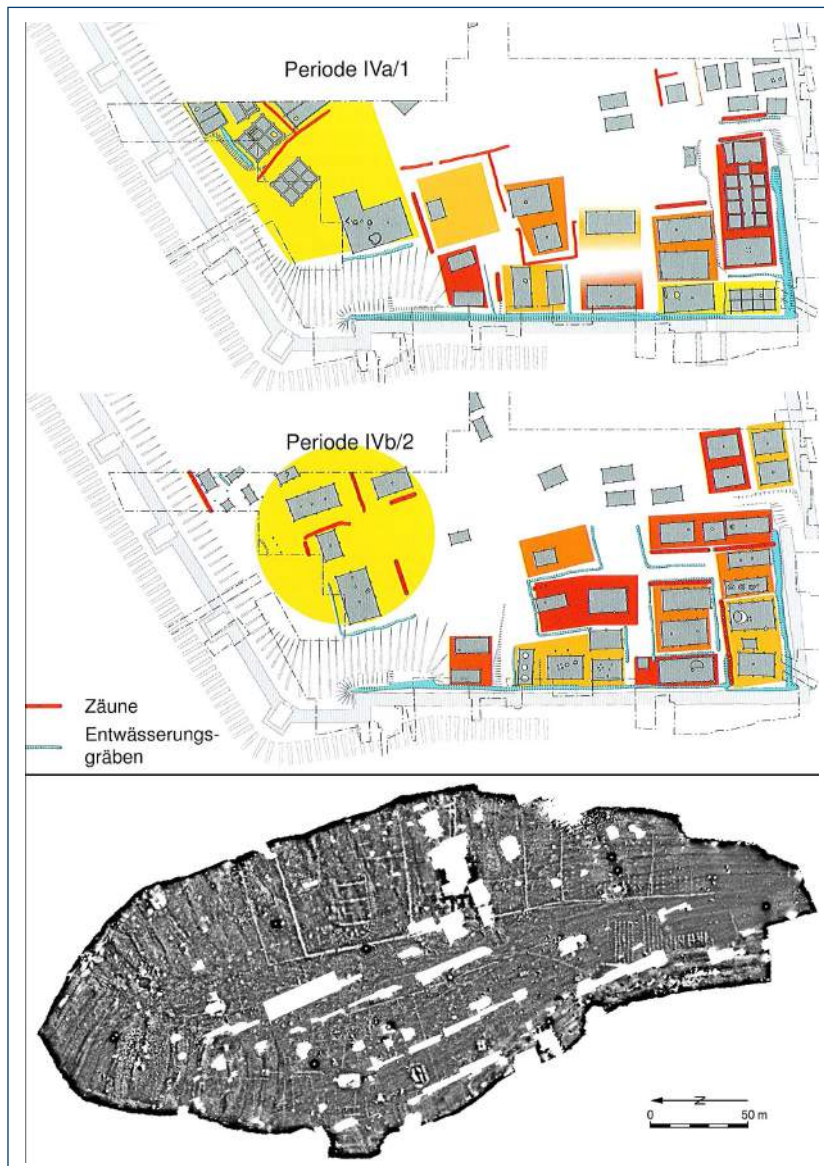 Periode IVa/1
Periode IVb/2
Zäune
Entwässerungs-
gräben
N
0 50 m